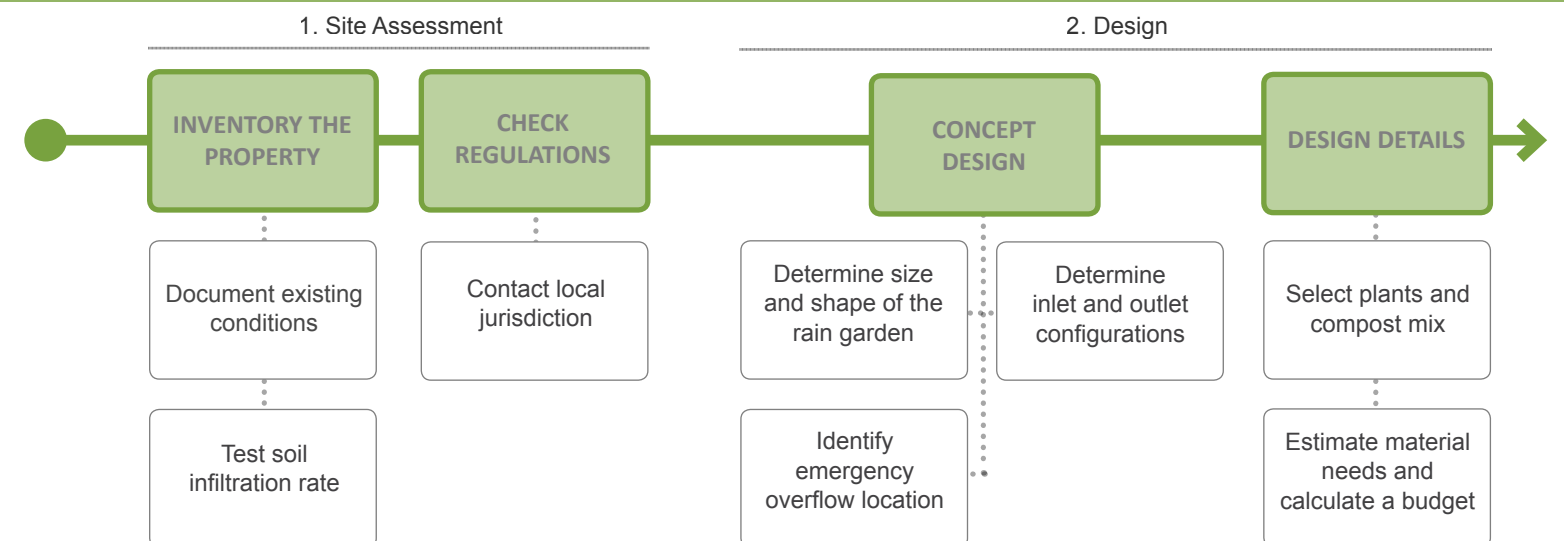 1. Site Assessment
2. Design
INVENTORY THE
PROPERTY
CHECK
REGULATIONS
CONCEPT
DESIGN
DESIGN DETAILS
Document existing
conditions
Contact local
jurisdiction
Determine size
and shape of the
rain garden
Determine
inlet and outlet
configurations
Select plants and
compost mix
Test soil
infiltration rate
Identify
emergency
overflow location
Estimate material
needs and
calculate a budget